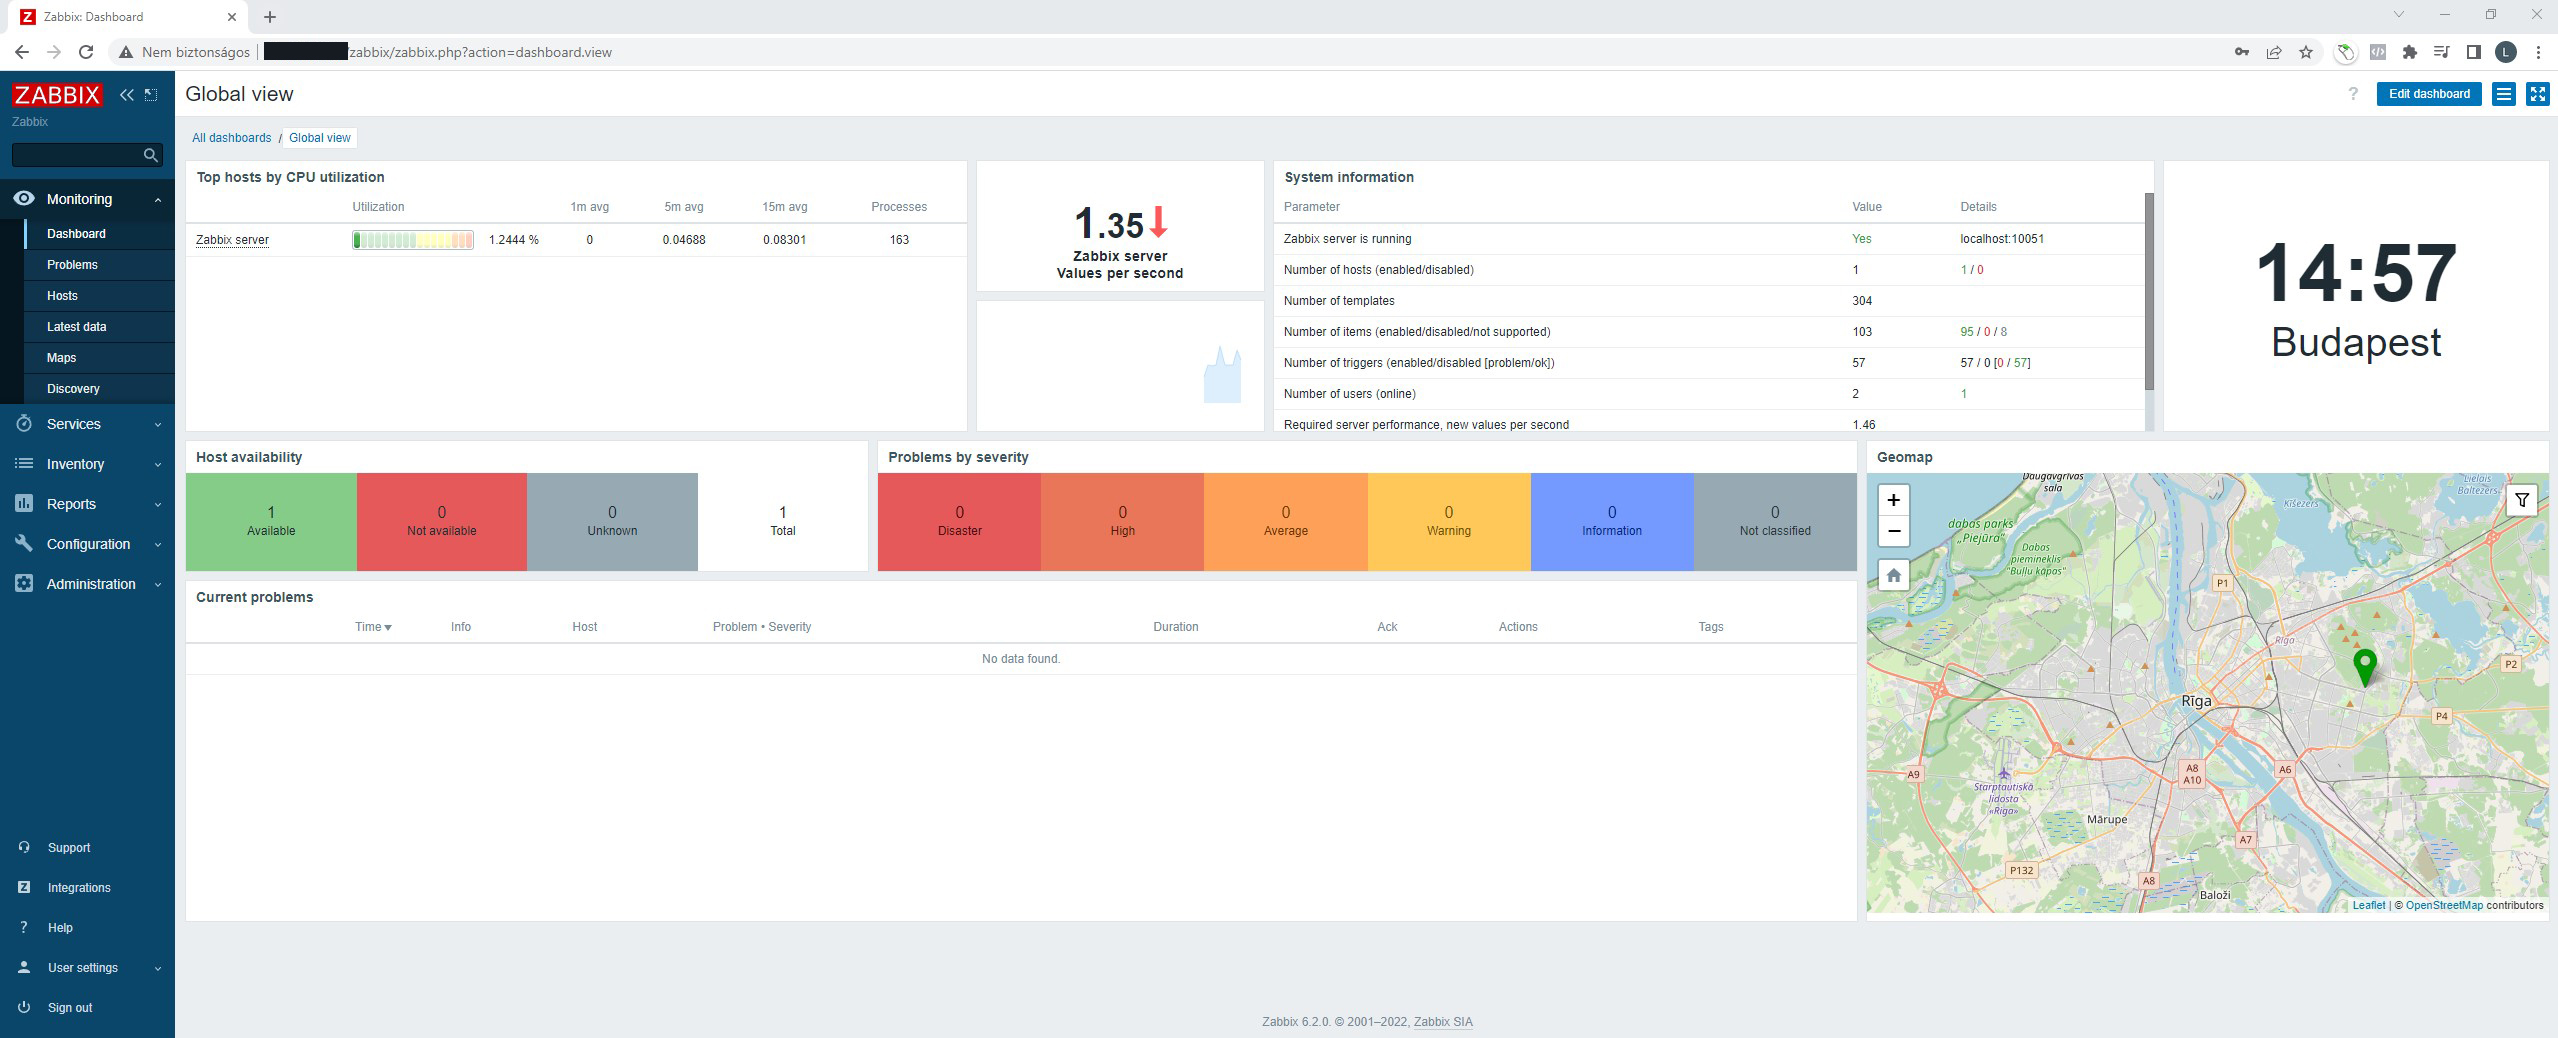 Zabbix: Dashboard
Nem biztonságos
/zabbix/zabbix.php?action=dashboard.view
L
ZABBIX
Zabbix
Monitoring
Dashboard
Problems
Hosts
Latest data
Maps
Discovery
Services
Inventory
Reports
Configuration
Administration
Support
Integrations
Help
User settings
Sign out
Global view
Edit dashboard
All dashboards / Global view
Top hosts by CPU utilization
Utilization 1m avg 5m avg 15m avg Processes
Zabbix server 1.2444 % 0 0.04688 0.08301 163
1.35
Zabbix server
Values per second
System information
Parameter Value Details
Zabbix server is running Yes localhost:10051
Number of hosts (enabled/disabled) 1 1 / 0
Number of templates 304
Number of items (enabled/disabled/not supported) 103 95 / 0 / 8
Number of triggers (enabled/disabled [problem/ok]) 57 57 / 0 [0 / 57]
Number of users (online) 2 1
Required server performance, new values per second 1.46
14:57
Budapest
Host availability
1 0 0 1
Available Not available Unknown Total
Problems by severity
0 0 0 0 0 0
Disaster High Average Warning Information Not classified
Current problems
Time Info Host Problem • Severity Duration Ack Actions Tags
No data found.
Geomap
+
−
Daugavgrīvas
sala
dabas parks
„Piejūra"
Dabas
piemineklis
"Buļļu kāpas"
Ķīšezers
Lielais
Baltezers
P1
Rīga
P2
Rīga
P4
A9
A8
A10
A6
Starptautiskā
lidosta
«Rīga»
Mārupe
A7
P132
A8
Baloži
Leaflet | © OpenStreetMap contributors
Zabbix 6.2.0. © 2001–2022, Zabbix SIA